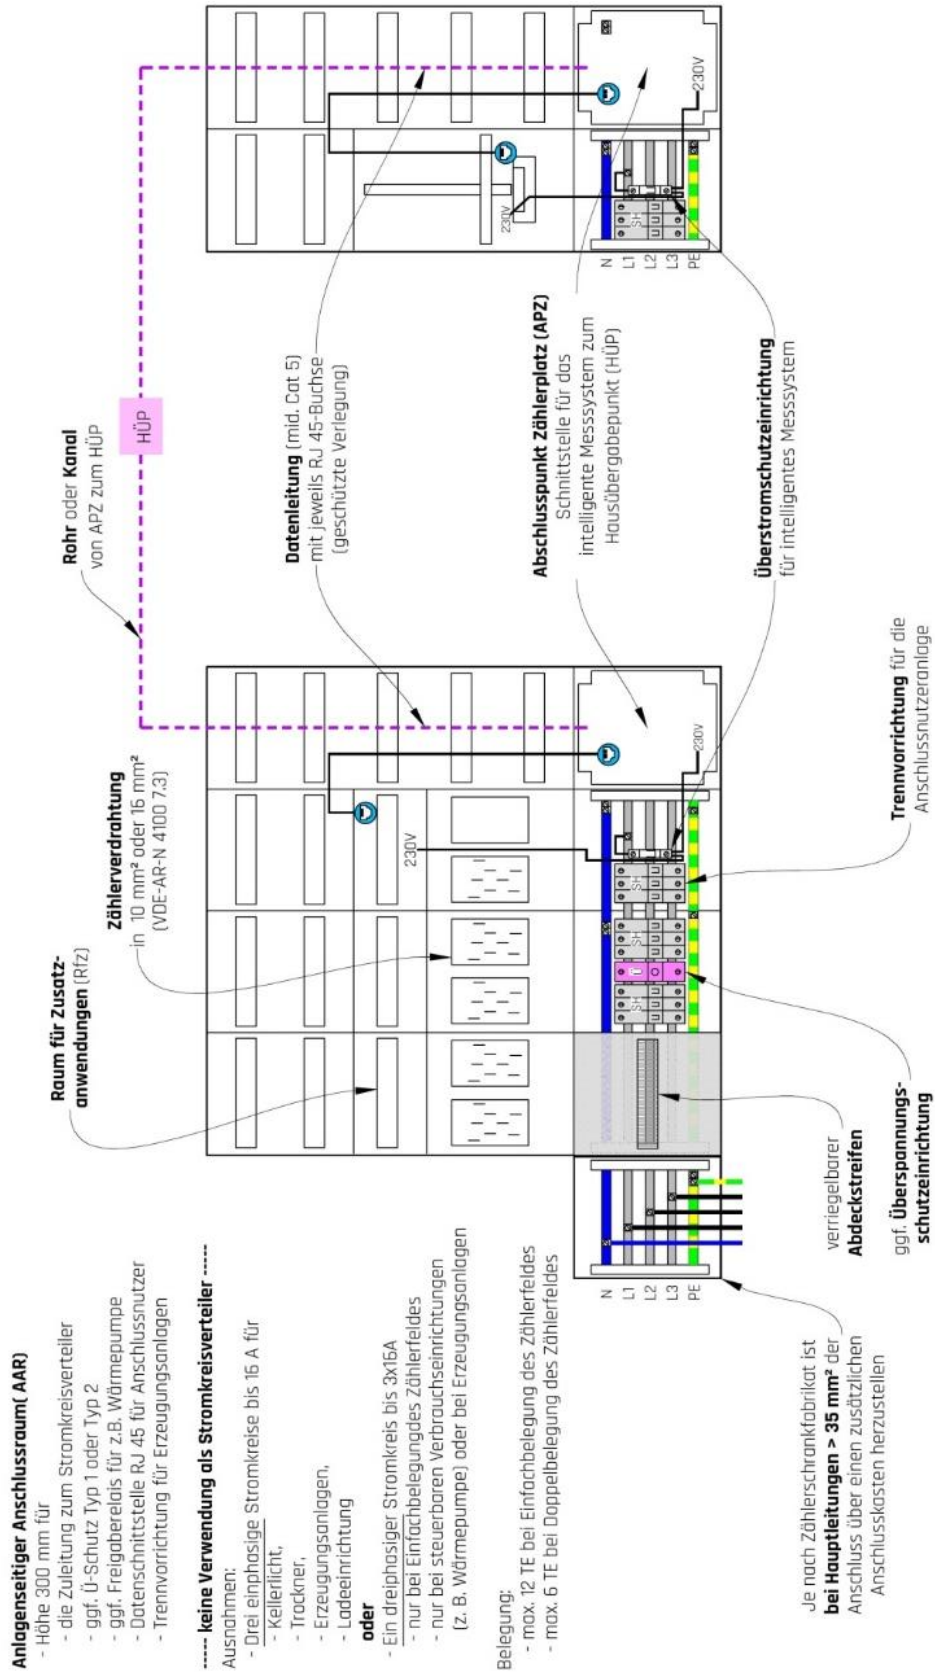 Anlagenseitiger Anschlussraum( AAR)
- Höhe 300 mm für
- die Zuleitung zum Stromkreisverteiler
- ggf. Ü-Schutz Typ 1 oder Typ 2
- ggf. Freigaberelais für z.B. Wärmepumpe
- Datenschnittstelle RJ 45 für Anschlussnutzer
- Trennvorrichtung für Erzeugungsanlagen
----- keine Verwendung als Stromkreisverteiler -----
Ausnahmen:
- Drei einphasige Stromkreise bis 16 A für
- Kellerlicht,
- Trockner,
- Erzeugungsanlagen,
- Ladeeinrichtung
oder
- Ein dreiphasiger Stromkreis bis 3x16A
- nur bei Einfachbelegungdes Zählerfeldes
- nur bei steuerbaren Verbrauchseinrichtungen
(z. B. Wärmepumpe) oder bei Erzeugungsanlagen
Belegung:
- max. 12 TE bei Einfachbelegung des Zählerfeldes
- max. 6 TE bei Doppelbelegung des Zählerfeldes
N
L1
L2
L3
PE
Je nach Zählerschrankfabrikat ist
bei Hauptleitungen > 35 mm² der
Anschluss über einen zusätzlichen
Anschlusskasten herzustellen
Raum für Zusatz-
anwendungen (Rfz)
Zählerverdrahtung
in 10 mm² oder 16 mm²
(VDE-AR-N 4100 7.3)
230V
SH
SH
230V
verriegelbarer
Abdeckstreifen
ggf. Überspannungs-
schutzeinrichtung
Trennvorrichtung für die
Anschlussnutzeranlage
Rohr oder Kanal
von APZ zum HÜP
HÜP
Datenleitung (mid. Cat 5)
mit jeweils RJ 45-Buchse
(geschützte Verlegung)
Abschlusspunkt Zählerplatz (APZ)
Schnittstelle für das
intelligente Messsystem zum
Hausübergabepunkt (HÜP)
Überstromschutzeinrichtung
für intelligentes Messsystem
230V
N
L1
L2
L3
PE
SH
230V